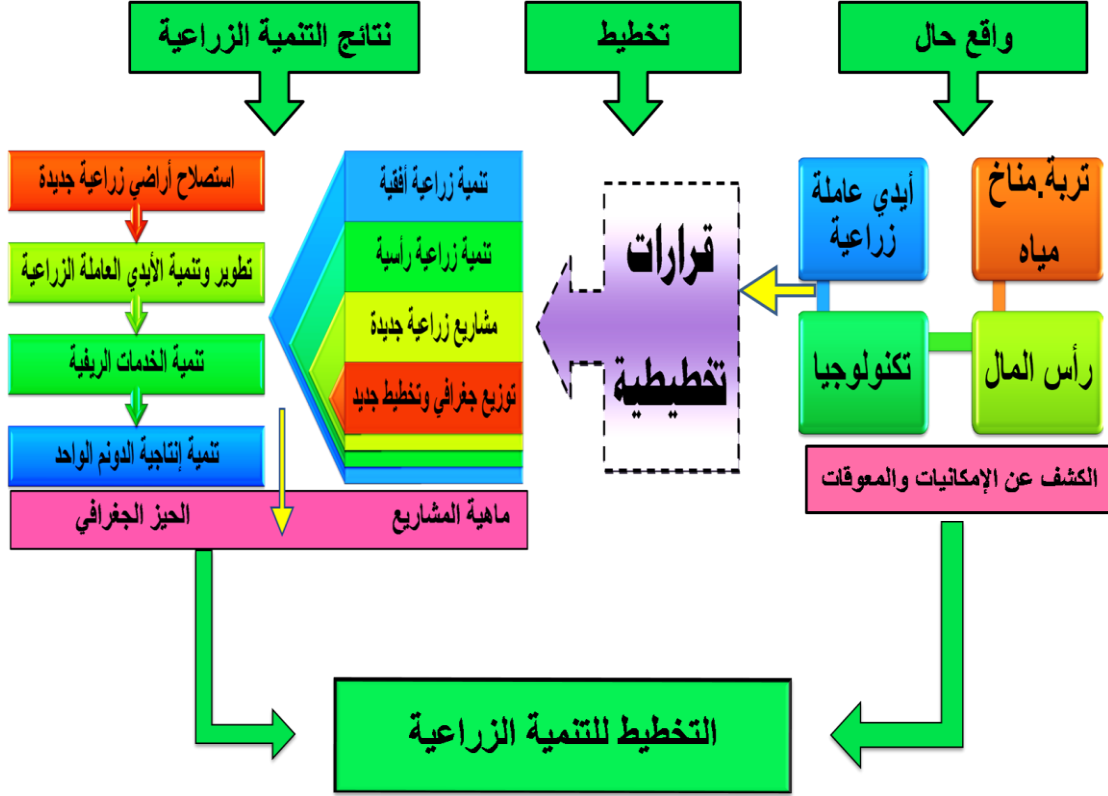 واقع حال
تخطيط
نتائج التنمية الزراعية
تربة.مناخ
مياه
أيدي عاملة
زراعية
رأس المال
تكنولوجيا
الكشف عن الإمكانيات والمعوقات
قرارات
تخطيطية
تنمية زراعية أفقية
تنمية زراعية رأسية
مشاريع زراعية جديدة
توزيع جغرافي وتخطيط جديد
استصلاح أراضي زراعية جديدة
تطوير وتنمية الأيدي العاملة الزراعية
تنمية الخدمات الريفية
تنمية إنتاجية الدونم الواحد
ماهية المشاريع
الحيز الجغرافي
التخطيط للتنمية الزراعية